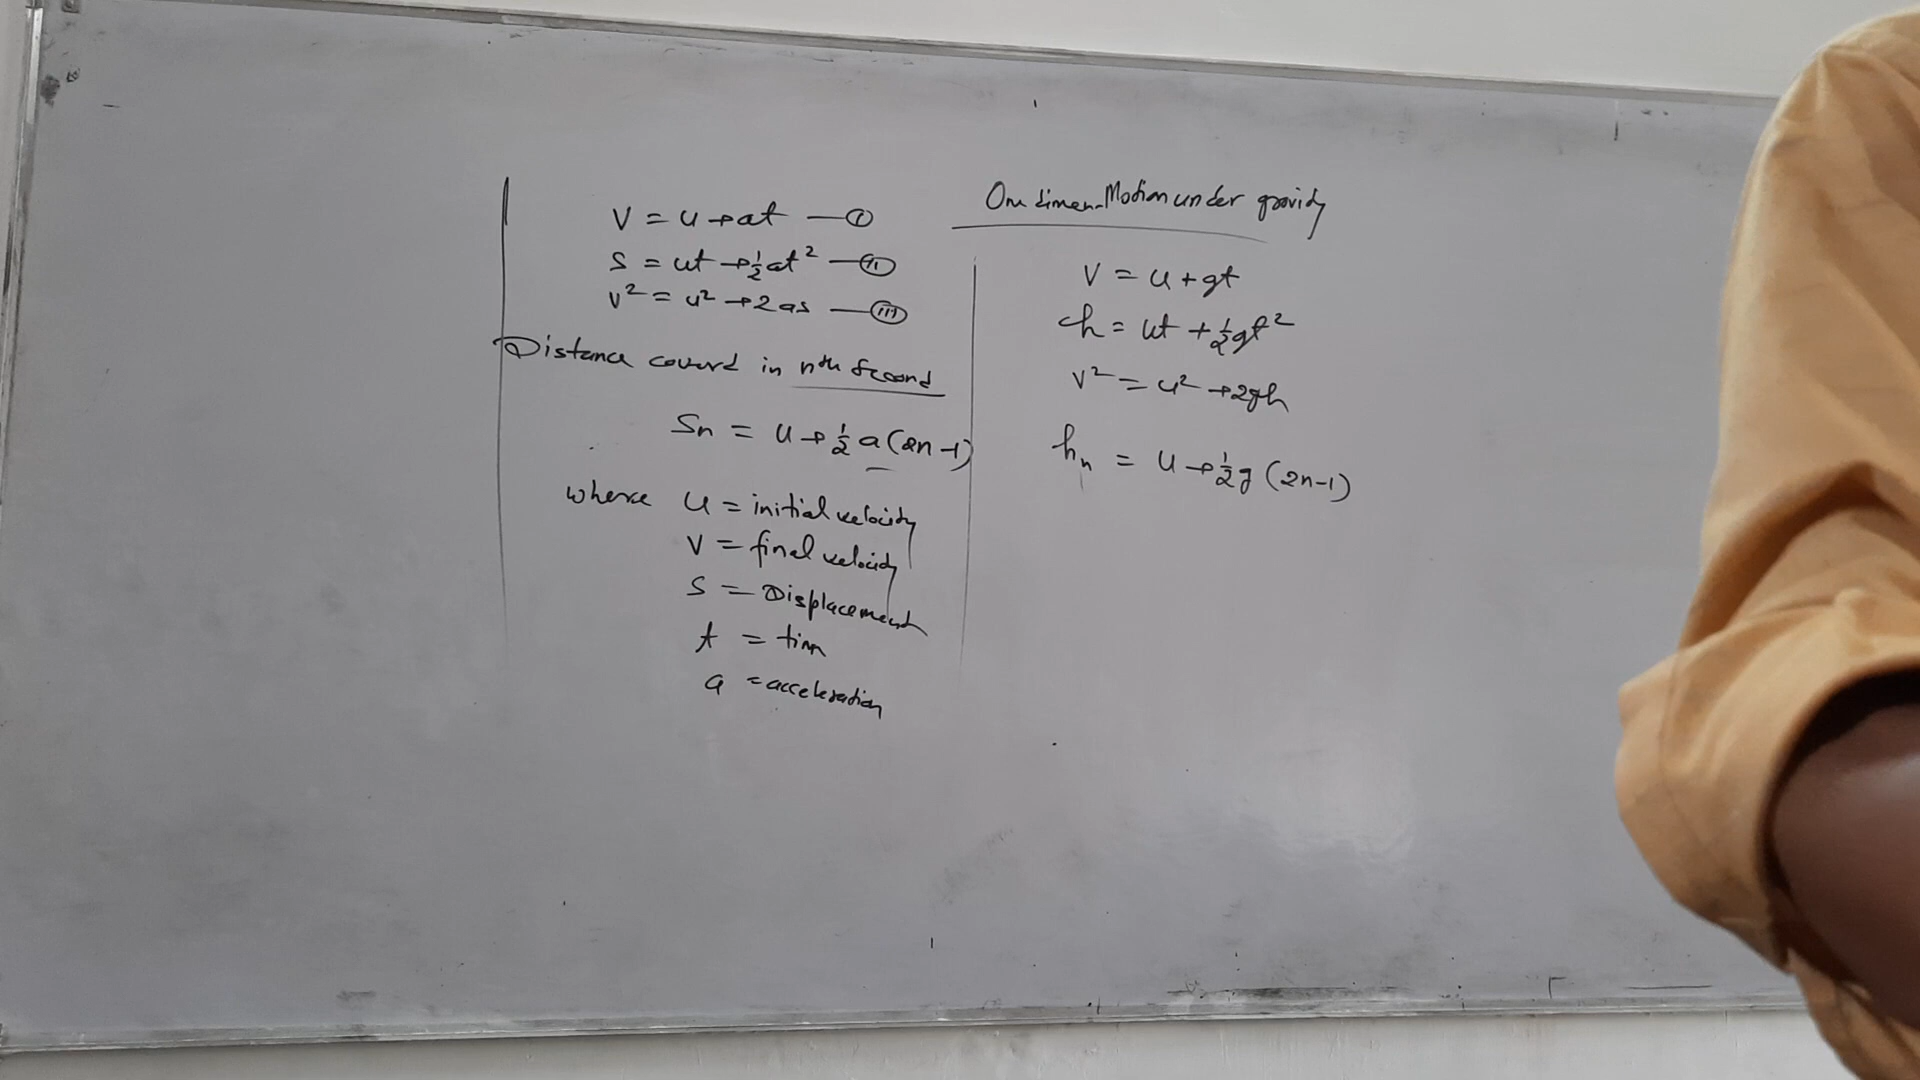 V = u + at — (i)
S = ut + ½at² — (ii)
v² = u² + 2as — (iii)
Distance coverd in nth Second
Sn = u + ½ a (2n-1)
where u = initial velocity
V = final velocity
S = Displacement
t = time
a = acceleration
One dimen- Motion under gravity
V = u + gt
h = ut + ½gt²
v² = u² + 2gh
hn = u + ½g (2n-1)